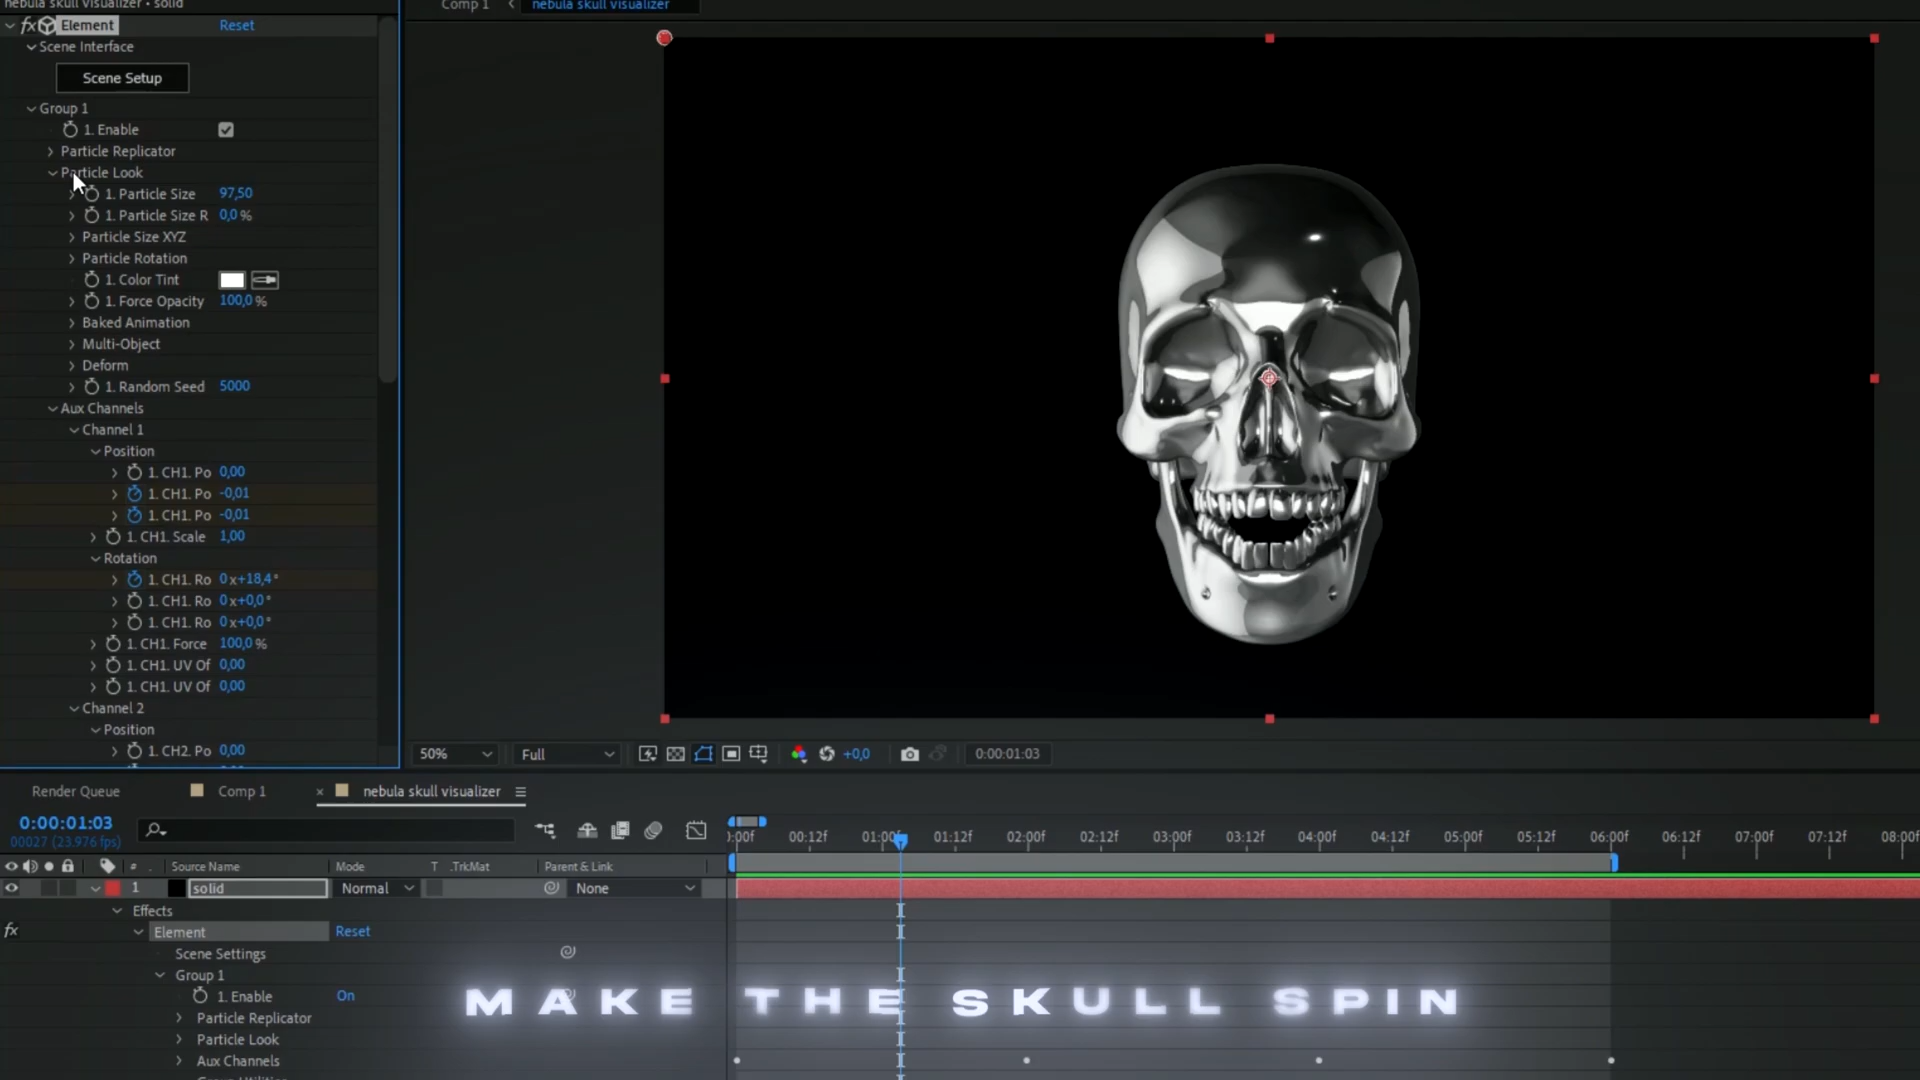 nebula skull visualizer • solid
Comp 1
nebula skull visualizer
fx Element Reset
Scene Interface
Scene Setup
Group 1
1. Enable
Particle Replicator
Particle Look
1. Particle Size 97,50
1. Particle Size R 0,0 %
Particle Size XYZ
Particle Rotation
1. Color Tint
1. Force Opacity 100,0 %
Baked Animation
Multi-Object
Deform
1. Random Seed 5000
Aux Channels
Channel 1
Position
1. CH1. Po 0,00
1. CH1. Po -0,01
1. CH1. Po -0,01
1. CH1. Scale 1,00
Rotation
1. CH1. Ro 0 x+18,4°
1. CH1. Ro 0 x+0,0°
1. CH1. Ro 0 x+0,0°
1. CH1. Force 100,0 %
1. CH1. UV Of 0,00
1. CH1. UV Of 0,00
Channel 2
Position
1. CH2. Po 0,00
50% Full +0,0 0:00:01:03
Render Queue Comp 1 × nebula skull visualizer
0:00:01:03
00027 (23.976 fps)
:00f 00:12f 01:00f 01:12f 02:00f 02:12f 03:00f 03:12f 04:00f 04:12f 05:00f 05:12f 06:00f 06:12f 07:00f 07:12f 08:00f
# . Source Name Mode T .TrkMat Parent & Link
1 solid Normal None
Effects
fx Element Reset
Scene Settings
Group 1
1. Enable On
Particle Replicator
Particle Look
Aux Channels
MAKE THE SKULL SPIN